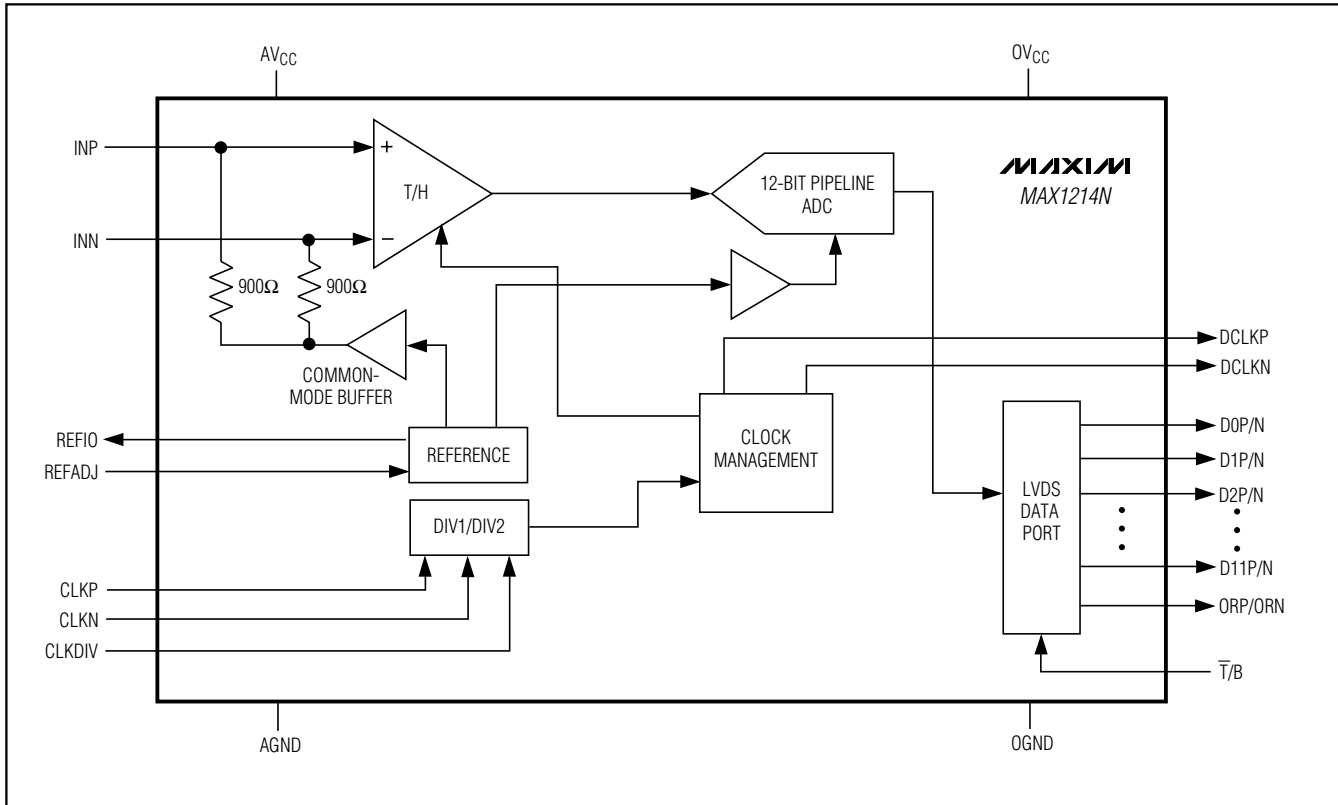 AVCC
OVCC
INP
+
T/H
12-BIT PIPELINE
ADC
MAXIM
MAX1214N
INN
−
900Ω
900Ω
COMMON-
MODE BUFFER
DCLKP
DCLKN
REFIO
REFADJ
REFERENCE
CLOCK
MANAGEMENT
D0P/N
D1P/N
D2P/N
D11P/N
ORP/ORN
LVDS
DATA
PORT
DIV1/DIV2
CLKP
CLKN
CLKDIV
T̅/B
AGND
OGND